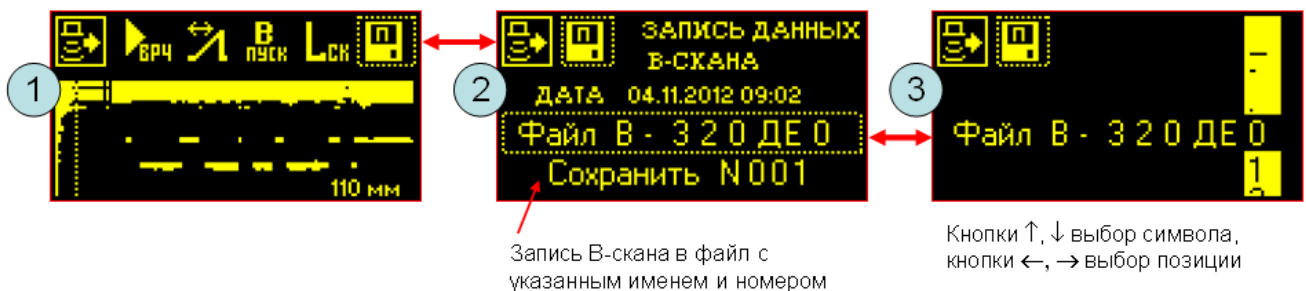 1
ВРЧ
В ПУСК
LСК
П
110 мм
2
П
ЗАПИСЬ ДАННЫХ
В-СКАНА
ДАТА 04.11.2012 09:02
Файл В - 3 2 0 ДЕ 0
Сохранить N 001
Запись В-скана в файл с
указанным именем и номером
3
П
–
.
Файл В - 3 2 0 ДЕ 0
1
Кнопки ↑, ↓ выбор символа,
кнопки ←, → выбор позиции